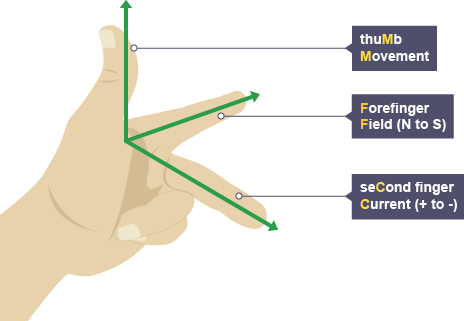 thuMb
Movement
Forefinger
Field (N to S)
seCond finger
Current (+ to -)